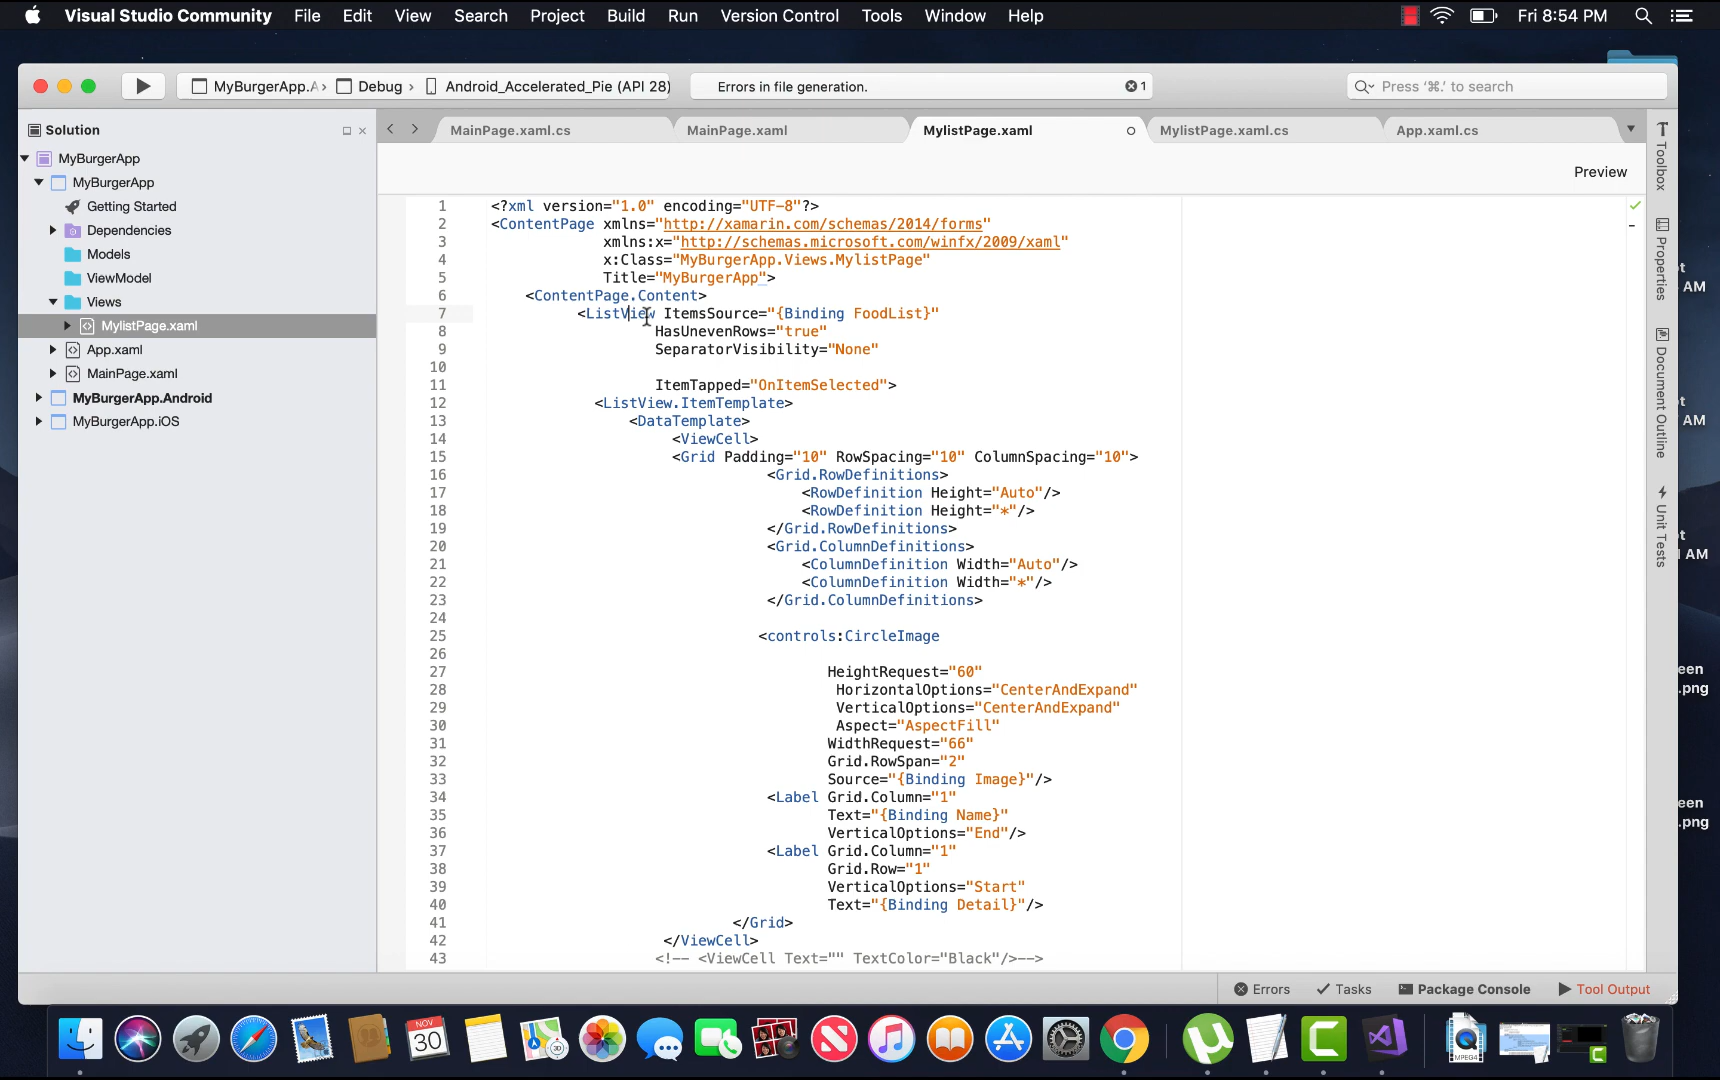 Visual Studio Community File Edit View Search Project Build Run Version Control Tools Window Help
Fri 8:54 PM
MyBurgerApp.A Debug Android_Accelerated_Pie (API 28)
Errors in file generation. 1
Press '⌘.' to search
Solution
MyBurgerApp
MyBurgerApp
Getting Started
Dependencies
Models
ViewModel
Views
MylistPage.xaml
App.xaml
MainPage.xaml
MyBurgerApp.Android
MyBurgerApp.iOS
MainPage.xaml.cs MainPage.xaml MylistPage.xaml MylistPage.xaml.cs App.xaml.cs
Preview
1 <?xml version="1.0" encoding="UTF-8"?>
2 <ContentPage xmlns="http://xamarin.com/schemas/2014/forms"
3 xmlns:x="http://schemas.microsoft.com/winfx/2009/xaml"
4 x:Class="MyBurgerApp.Views.MylistPage"
5 Title="MyBurgerApp">
6 <ContentPage.Content>
7 <ListView ItemsSource="{Binding FoodList}"
8 HasUnevenRows="true"
9 SeparatorVisibility="None"
10
11 ItemTapped="OnItemSelected">
12 <ListView.ItemTemplate>
13 <DataTemplate>
14 <ViewCell>
15 <Grid Padding="10" RowSpacing="10" ColumnSpacing="10">
16 <Grid.RowDefinitions>
17 <RowDefinition Height="Auto"/>
18 <RowDefinition Height="*"/>
19 </Grid.RowDefinitions>
20 <Grid.ColumnDefinitions>
21 <ColumnDefinition Width="Auto"/>
22 <ColumnDefinition Width="*"/>
23 </Grid.ColumnDefinitions>
24
25 <controls:CircleImage
26
27 HeightRequest="60"
28 HorizontalOptions="CenterAndExpand"
29 VerticalOptions="CenterAndExpand"
30 Aspect="AspectFill"
31 WidthRequest="66"
32 Grid.RowSpan="2"
33 Source="{Binding Image}"/>
34 <Label Grid.Column="1"
35 Text="{Binding Name}"
36 VerticalOptions="End"/>
37 <Label Grid.Column="1"
38 Grid.Row="1"
39 VerticalOptions="Start"
40 Text="{Binding Detail}"/>
41 </Grid>
42 </ViewCell>
43 <!-- <ViewCell Text="" TextColor="Black"/>-->
Toolbox
Properties
Document Outline
Unit Tests
t
AM
t
AM
t
AM
een
.png
een
.png
Errors Tasks Package Console Tool Output
NOV
30
30
MPEG4